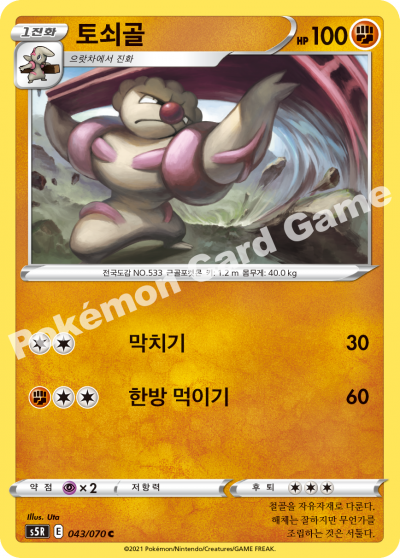 1진화
토쇠골
HP 100
으랏차에서 진화
전국도감 NO.533 근골포켓몬 키: 1.2 m 몸무게: 40.0 kg
Pokémon Card Game
막치기 30
한방 먹이기 60
약점 ×2 저항력 후퇴
Illus. Uta
s5R E 043/070 C
철골을 자유자재로 다룬다.
해체는 잘하지만 무언가를
조립하는 것은 서툴다.
©2021 Pokémon/Nintendo/Creatures/GAME FREAK.